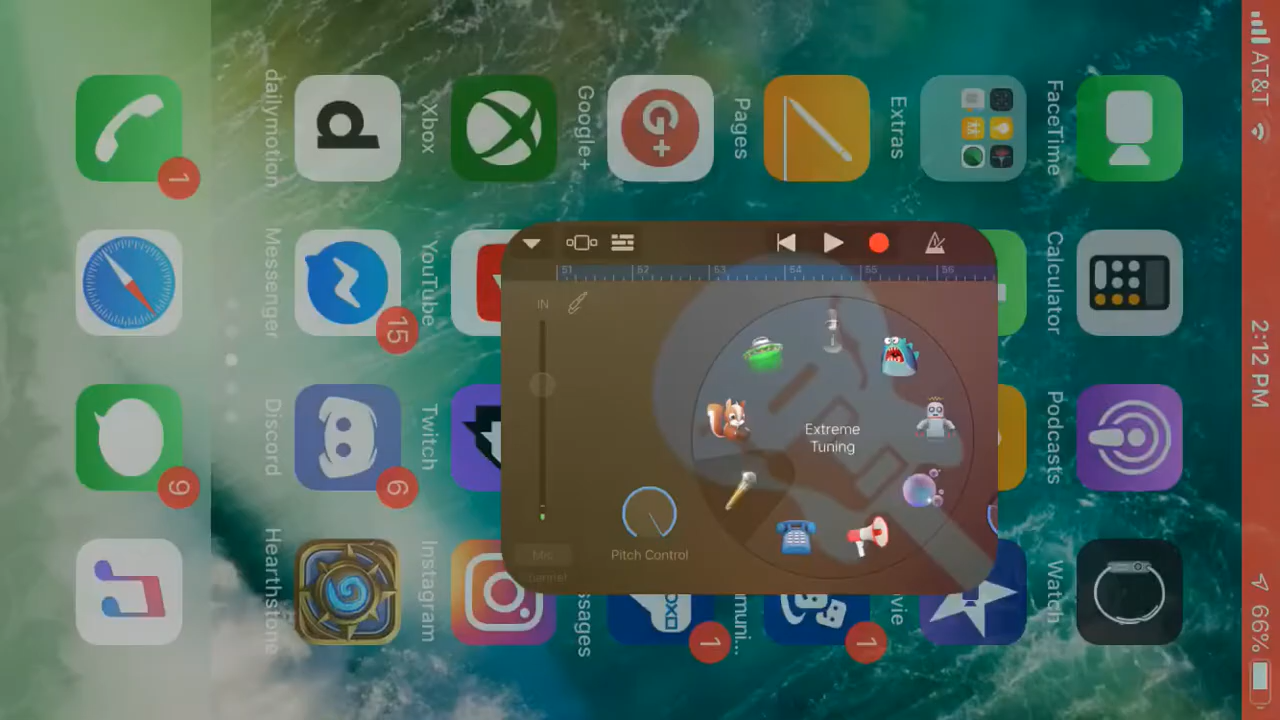 AT&T
2:12 PM
66%
FaceTime
Calculator
Podcasts
Watch
Extras
Pages
Google+
Xbox
YouTube
Twitch
Instagram
dailymotion
Messenger
Discord
Hearthstone
1
15
9
6
1
1
51
52
53
54
55
56
IN
Extreme
Tuning
Pitch Control